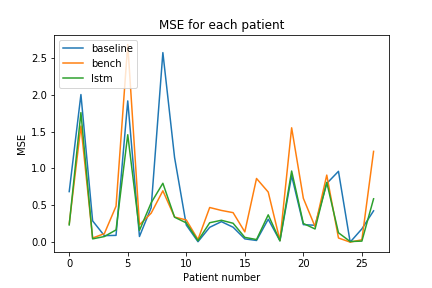 MSE for each patient
baseline
bench
lstm
2.5
2.0
1.5
1.0
0.5
0.0
MSE
0 5 10 15 20 25
Patient number